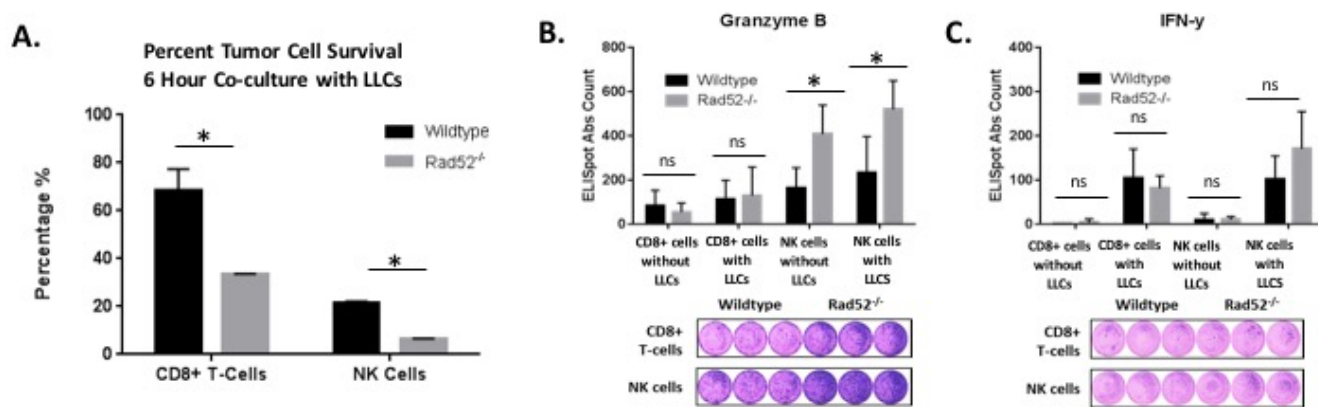 A.
Percent Tumor Cell Survival
6 Hour Co-culture with LLCs
Percentage %
100
80
60
40
20
0
*
*
Wildtype
Rad52-/-
CD8+ T-Cells
NK Cells
B.
Granzyme B
ELISpot Abs Count
800
600
400
200
0
Wildtype
Rad52-/-
ns
ns
*
*
CD8+ cells
without
LLCs
CD8+ cells
with
LLCs
NK cells
without
LLCs
NK cells
with
LLCS
Wildtype
Rad52-/-
CD8+
T-cells
NK cells
C.
IFN-y
ELISpot Abs Count
400
300
200
100
0
Wildtype
Rad52-/-
ns
ns
ns
ns
CD8+ cells
without
LLCs
CD8+ cells
with
LLCs
NK cells
without
LLCs
NK cells
with
LLCS
Wildtype
Rad52-/-
CD8+
T-cells
NK cells